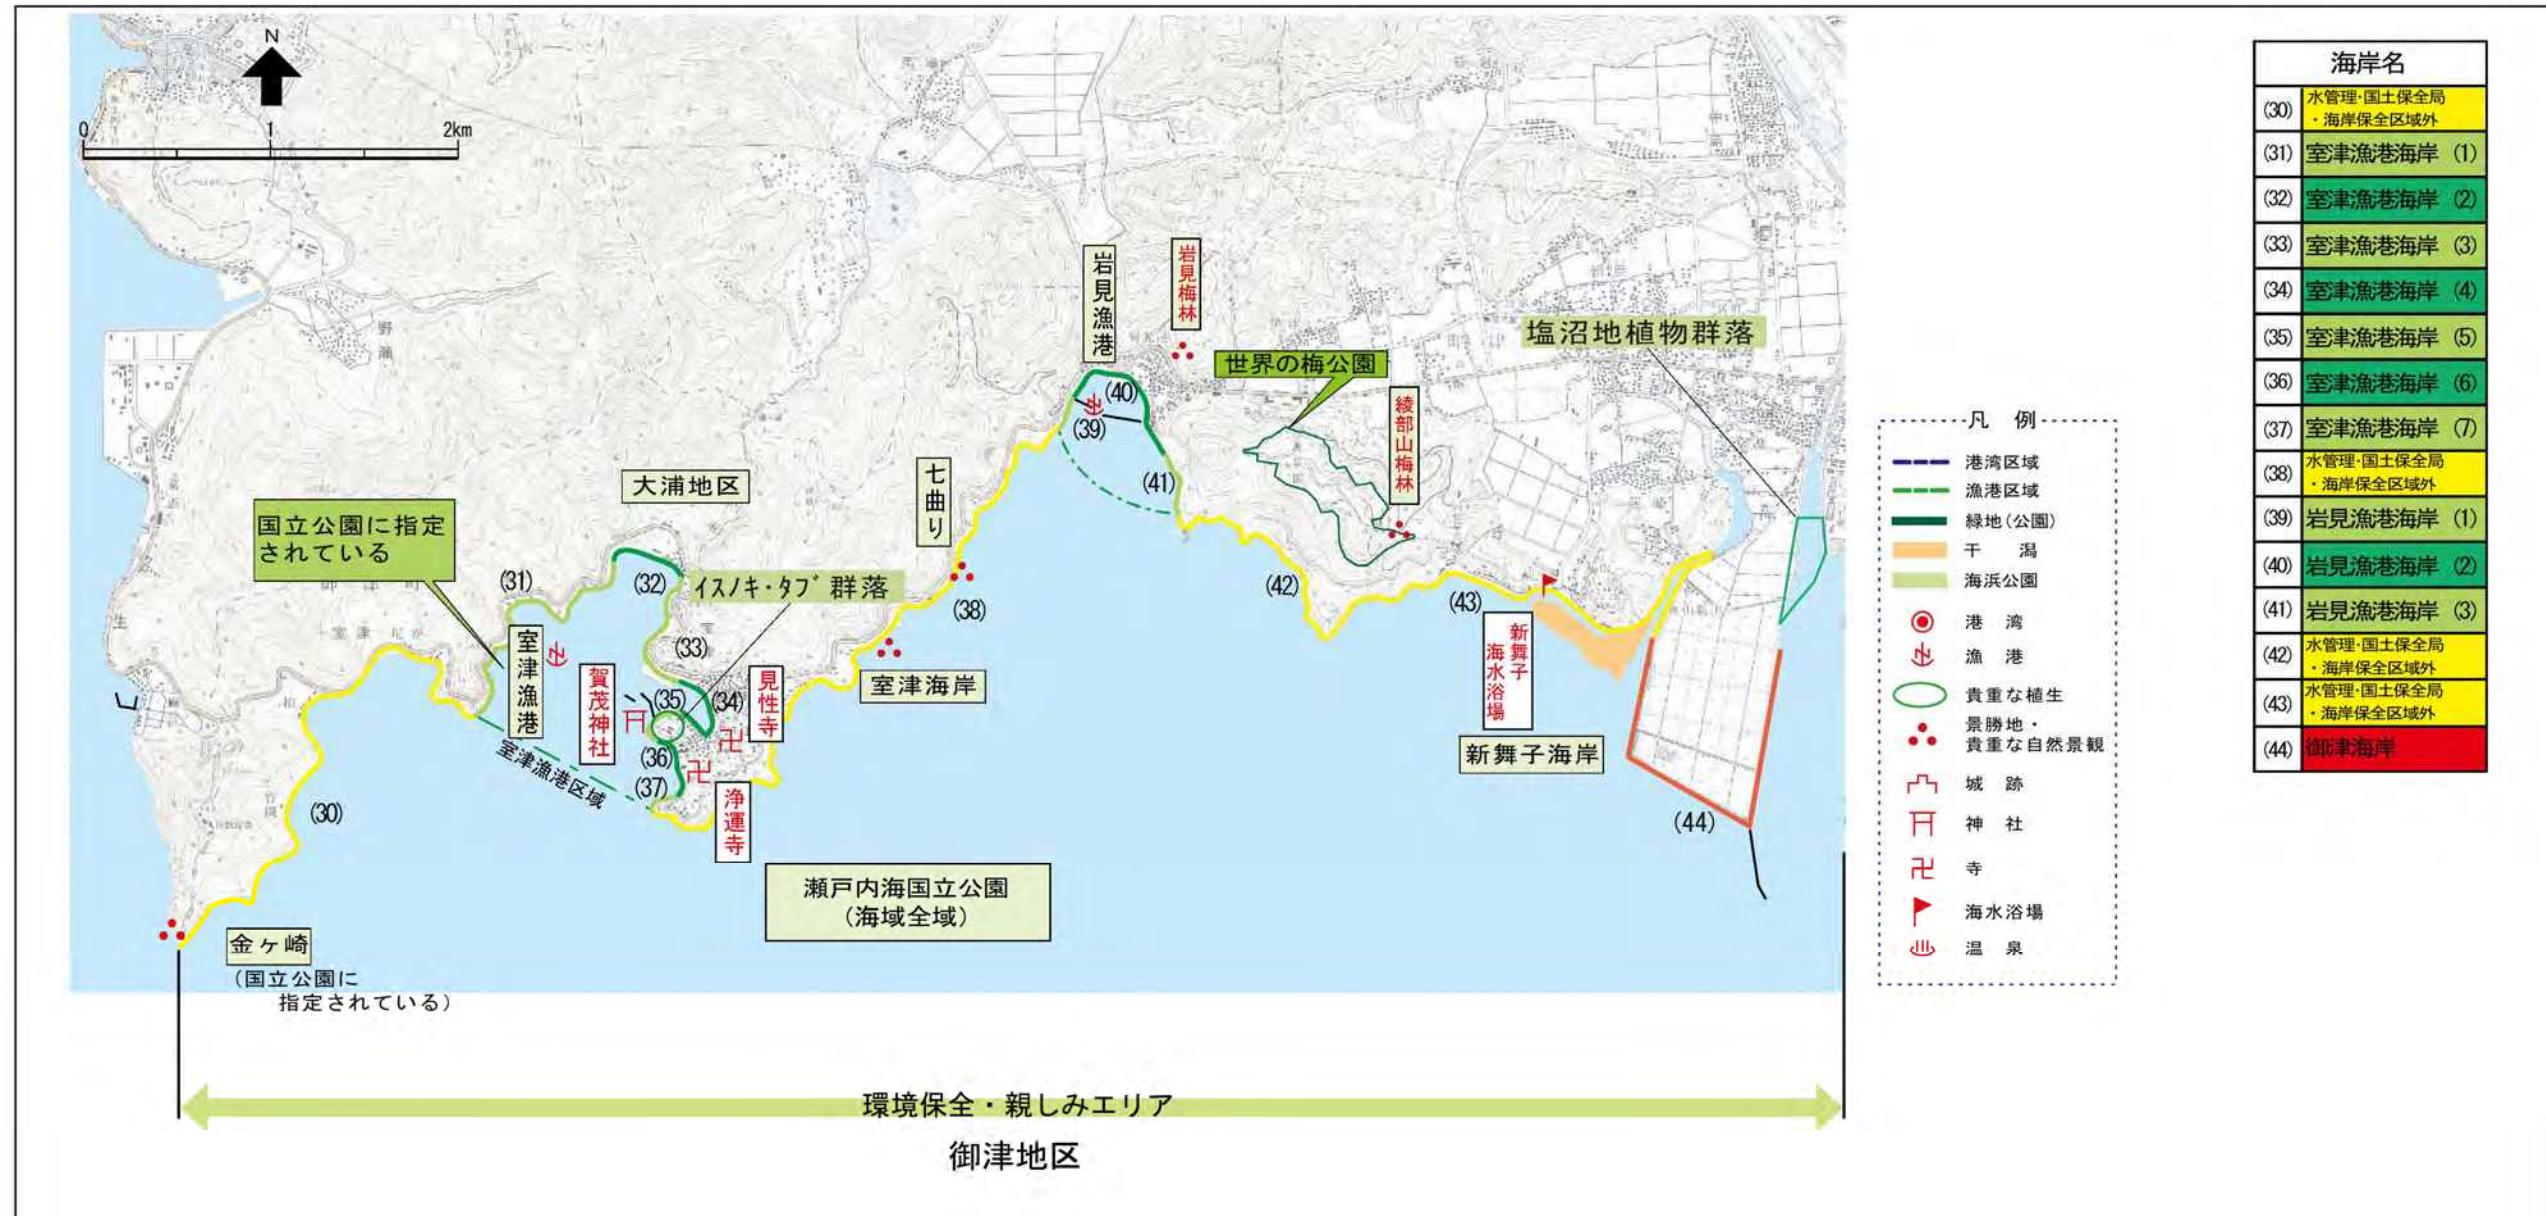 N
0 1 2km
野瀬
岩見漁港
岩見梅林
塩沼地植物群落
世界の梅公園
綾部山梅林
(40)
(39)
(41)
大浦地区
七曲り
国立公園に指定
されている
(31)
(32)
イスノキ・タブ群落
(38)
(42)
(43)
室津漁港
賀茂神社
(33)
(35)
(34)
見性寺
室津海岸
新舞子
海水浴場
新舞子海岸
(36)
(37)
室津漁港区域
浄運寺
(30)
(44)
瀬戸内海国立公園
(海域全域)
金ヶ崎
(国立公園に
指定されている)
環境保全・親しみエリア
御津地区
凡 例
港湾区域
漁港区域
緑地(公園)
干 潟
海浜公園
港 湾
漁 港
貴重な植生
景勝地・
貴重な自然景観
城 跡
神 社
寺
海水浴場
温 泉
海岸名
(30) 水管理・国土保全局
・海岸保全区域外
(31) 室津漁港海岸 (1)
(32) 室津漁港海岸 (2)
(33) 室津漁港海岸 (3)
(34) 室津漁港海岸 (4)
(35) 室津漁港海岸 (5)
(36) 室津漁港海岸 (6)
(37) 室津漁港海岸 (7)
(38) 水管理・国土保全局
・海岸保全区域外
(39) 岩見漁港海岸 (1)
(40) 岩見漁港海岸 (2)
(41) 岩見漁港海岸 (3)
(42) 水管理・国土保全局
・海岸保全区域外
(43) 水管理・国土保全局
・海岸保全区域外
(44) 御津海岸